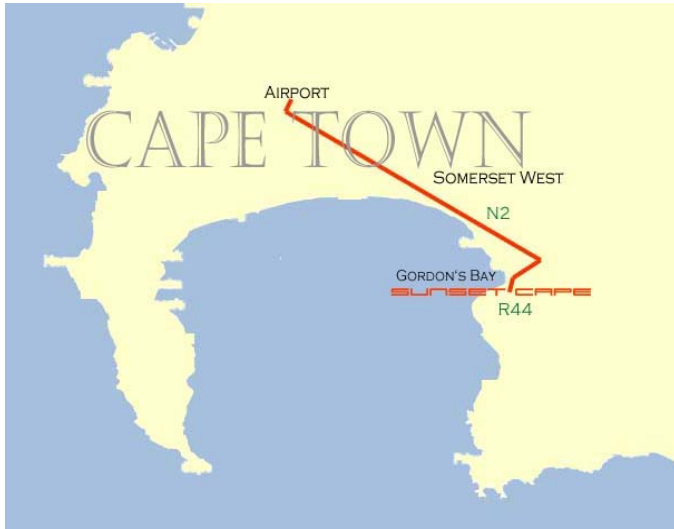 AIRPORT
CAPE TOWN
SOMERSET WEST
N2
GORDON'S BAY
SUNSET CAPE
R44